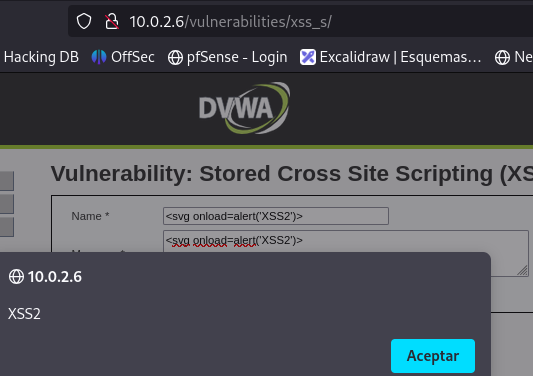 10.0.2.6/vulnerabilities/xss_s/
Hacking DB OffSec pfSense - Login Excalidraw | Esquemas… Ne
DVWA
Vulnerability: Stored Cross Site Scripting (XS
Name * <svg onload=alert('XSS2')>
<svg onload=alert('XSS2')>
10.0.2.6
XSS2
Aceptar